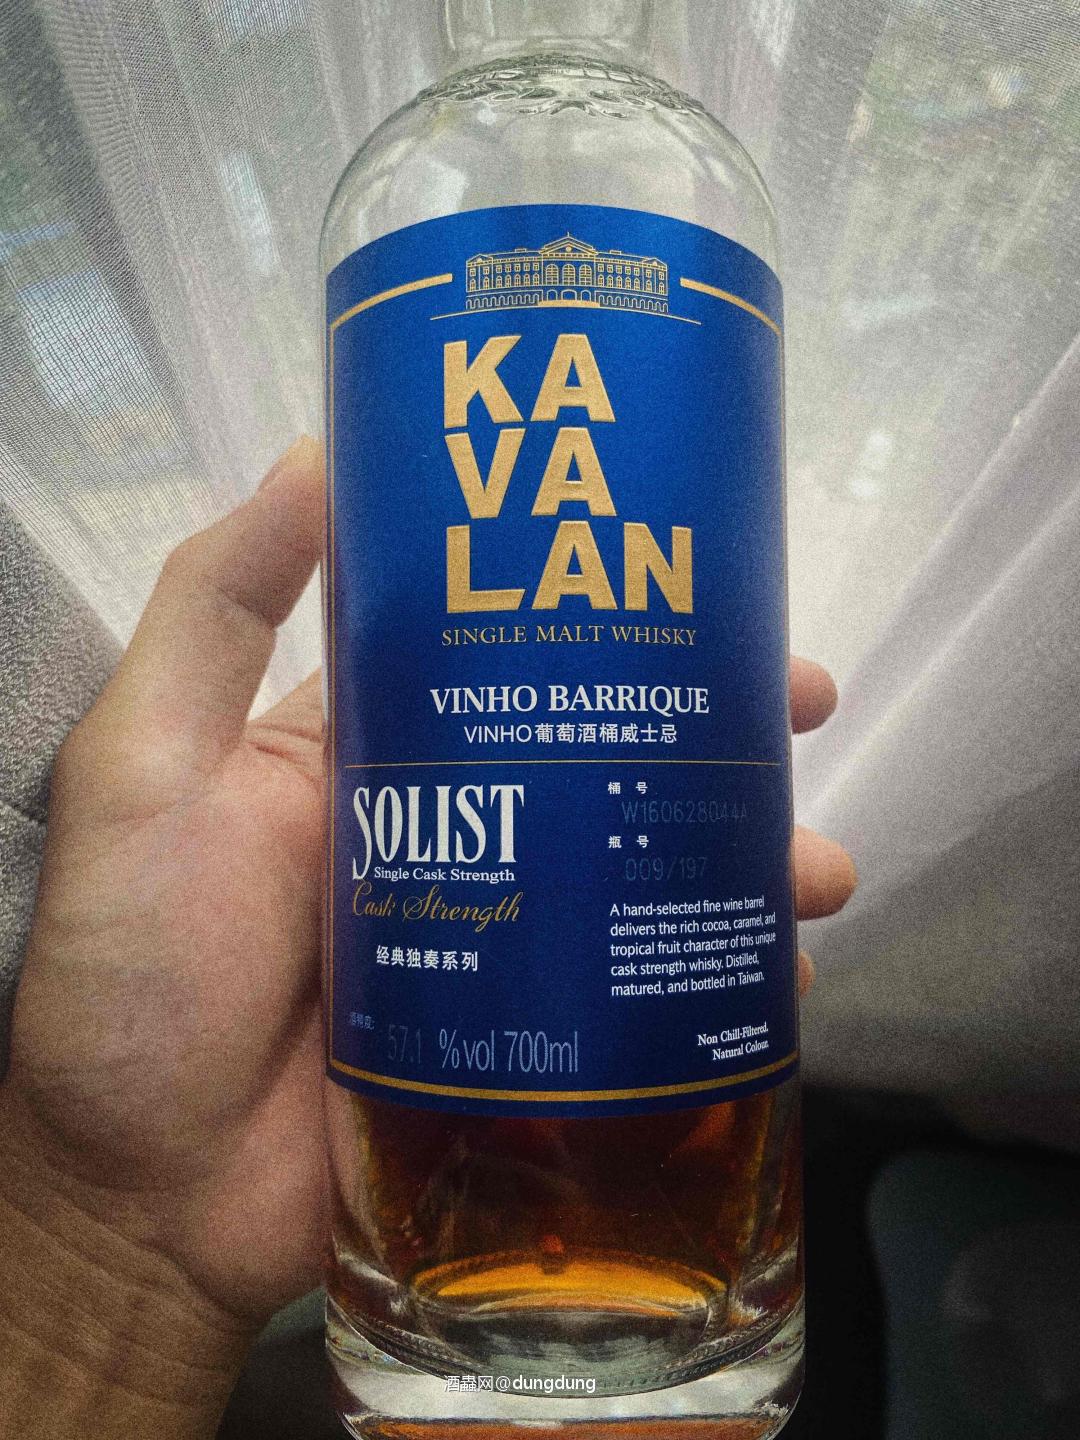 KA
VA
LAN
SINGLE MALT WHISKY
VINHO BARRIQUE
VINHO葡萄酒桶威士忌
SOLIST
Single Cask Strength
Cask Strength
经典独奏系列
桶 号
W160628044A
瓶 号
009/197
A hand-selected fine wine barrel
delivers the rich cocoa, caramel, and
tropical fruit character of this unique
cask strength whisky. Distilled,
matured, and bottled in Taiwan.
酒精度:
57.1 %vol 700ml
Non Chill-Filtered.
Natural Colour.
酒蟲网@dungdung